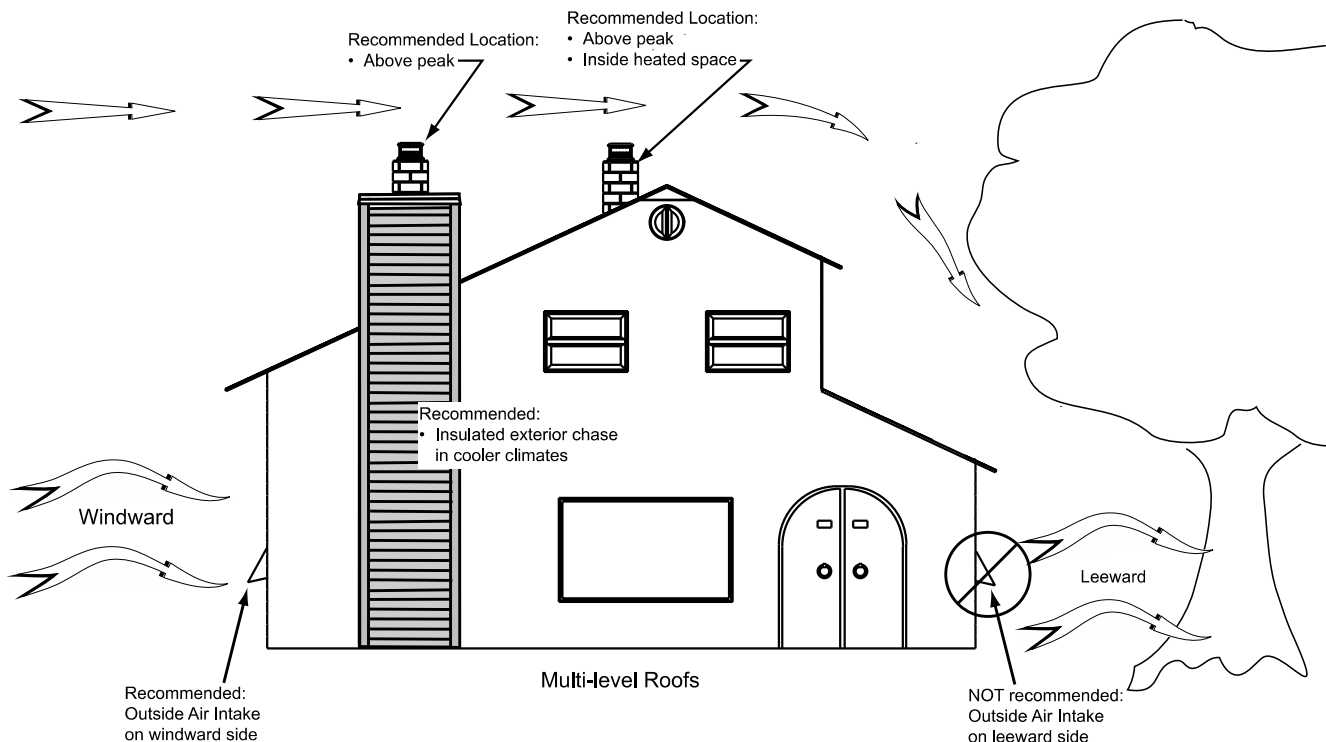 Recommended Location:
• Above peak
Recommended Location:
• Above peak
• Inside heated space
Recommended:
• Insulated exterior chase
in cooler climates
Windward
Leeward
Recommended:
Outside Air Intake
on windward side
Multi-level Roofs
NOT recommended:
Outside Air Intake
on leeward side